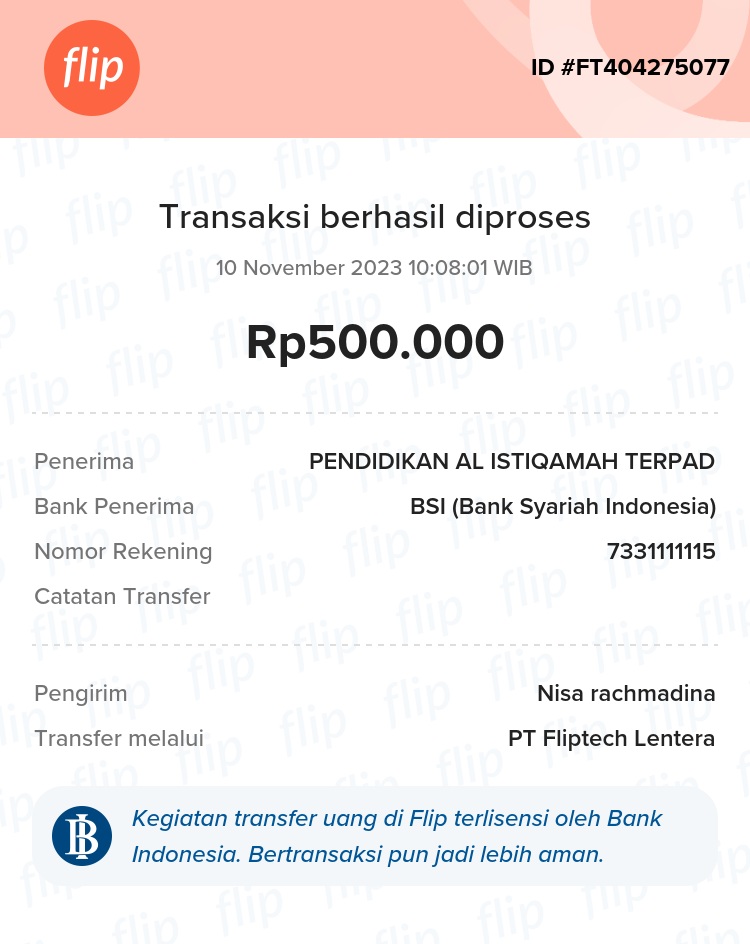 flip
ID #FT404275077
Transaksi berhasil diproses
10 November 2023 10:08:01 WIB
Rp500.000
Penerima PENDIDIKAN AL ISTIQAMAH TERPAD
Bank Penerima BSI (Bank Syariah Indonesia)
Nomor Rekening 7331111115
Catatan Transfer
Pengirim Nisa rachmadina
Transfer melalui PT Fliptech Lentera
Kegiatan transfer uang di Flip terlisensi oleh Bank
Indonesia. Bertransaksi pun jadi lebih aman.